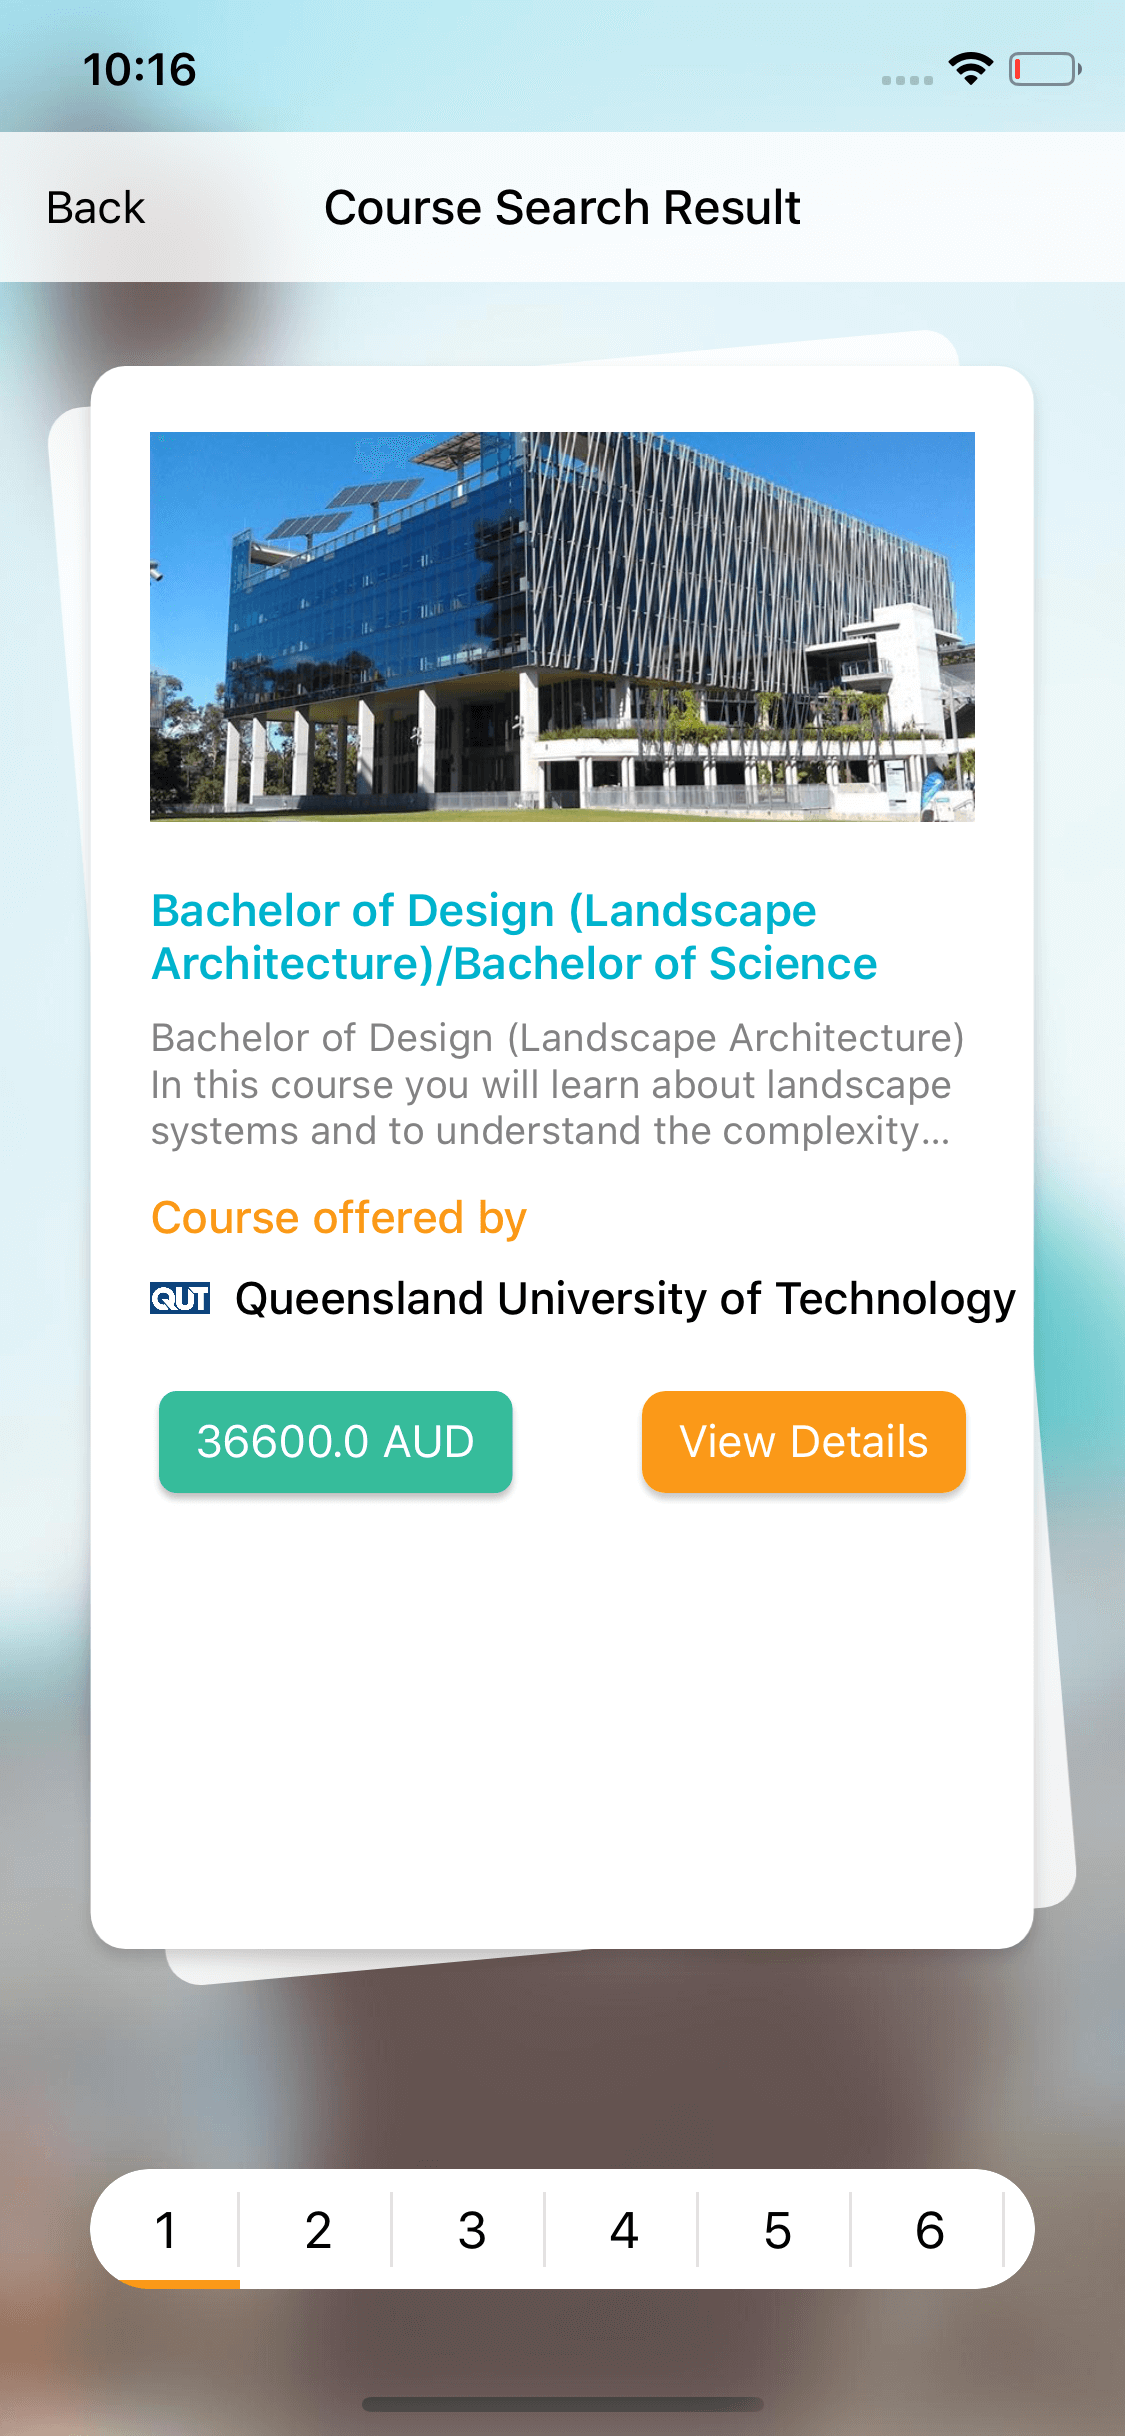 10:16
Back
Course Search Result
Bachelor of Design (Landscape
Architecture)/Bachelor of Science
Bachelor of Design (Landscape Architecture)
In this course you will learn about landscape
systems and to understand the complexity...
Course offered by
QUT Queensland University of Technology
36600.0 AUD
View Details
1 2 3 4 5 6